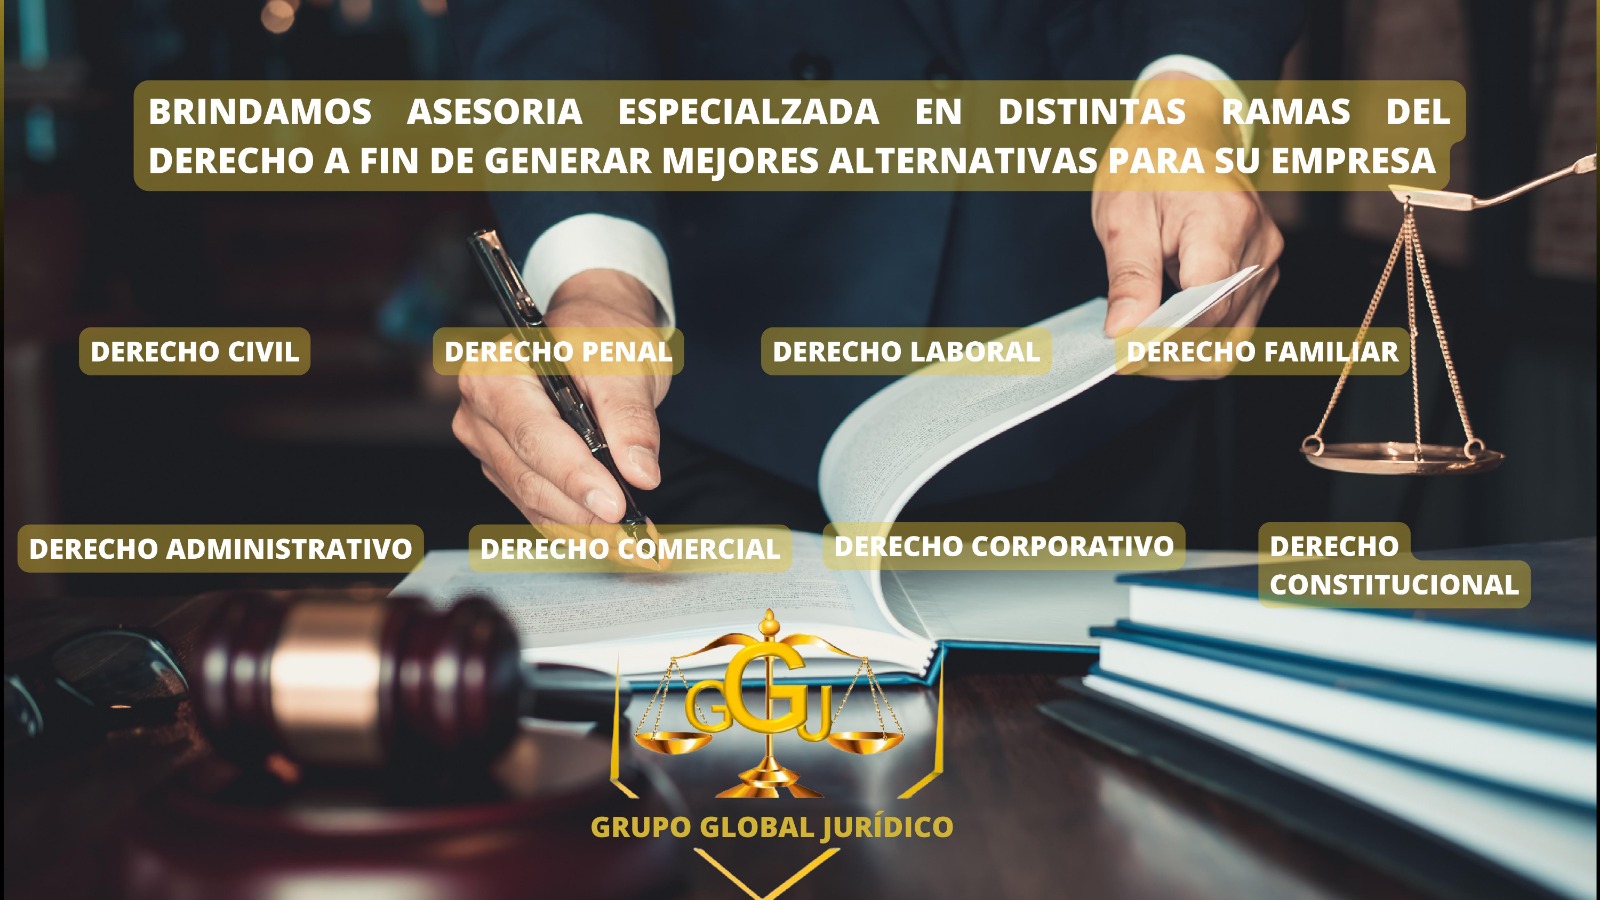 BRINDAMOS ASESORIA ESPECIALZADA EN DISTINTAS RAMAS DEL
DERECHO A FIN DE GENERAR MEJORES ALTERNATIVAS PARA SU EMPRESA
DERECHO CIVIL
DERECHO PENAL
DERECHO LABORAL
DERECHO FAMILIAR
DERECHO ADMINISTRATIVO
DERECHO COMERCIAL
DERECHO CORPORATIVO
DERECHO
CONSTITUCIONAL
GGJ
GRUPO GLOBAL JURÍDICO